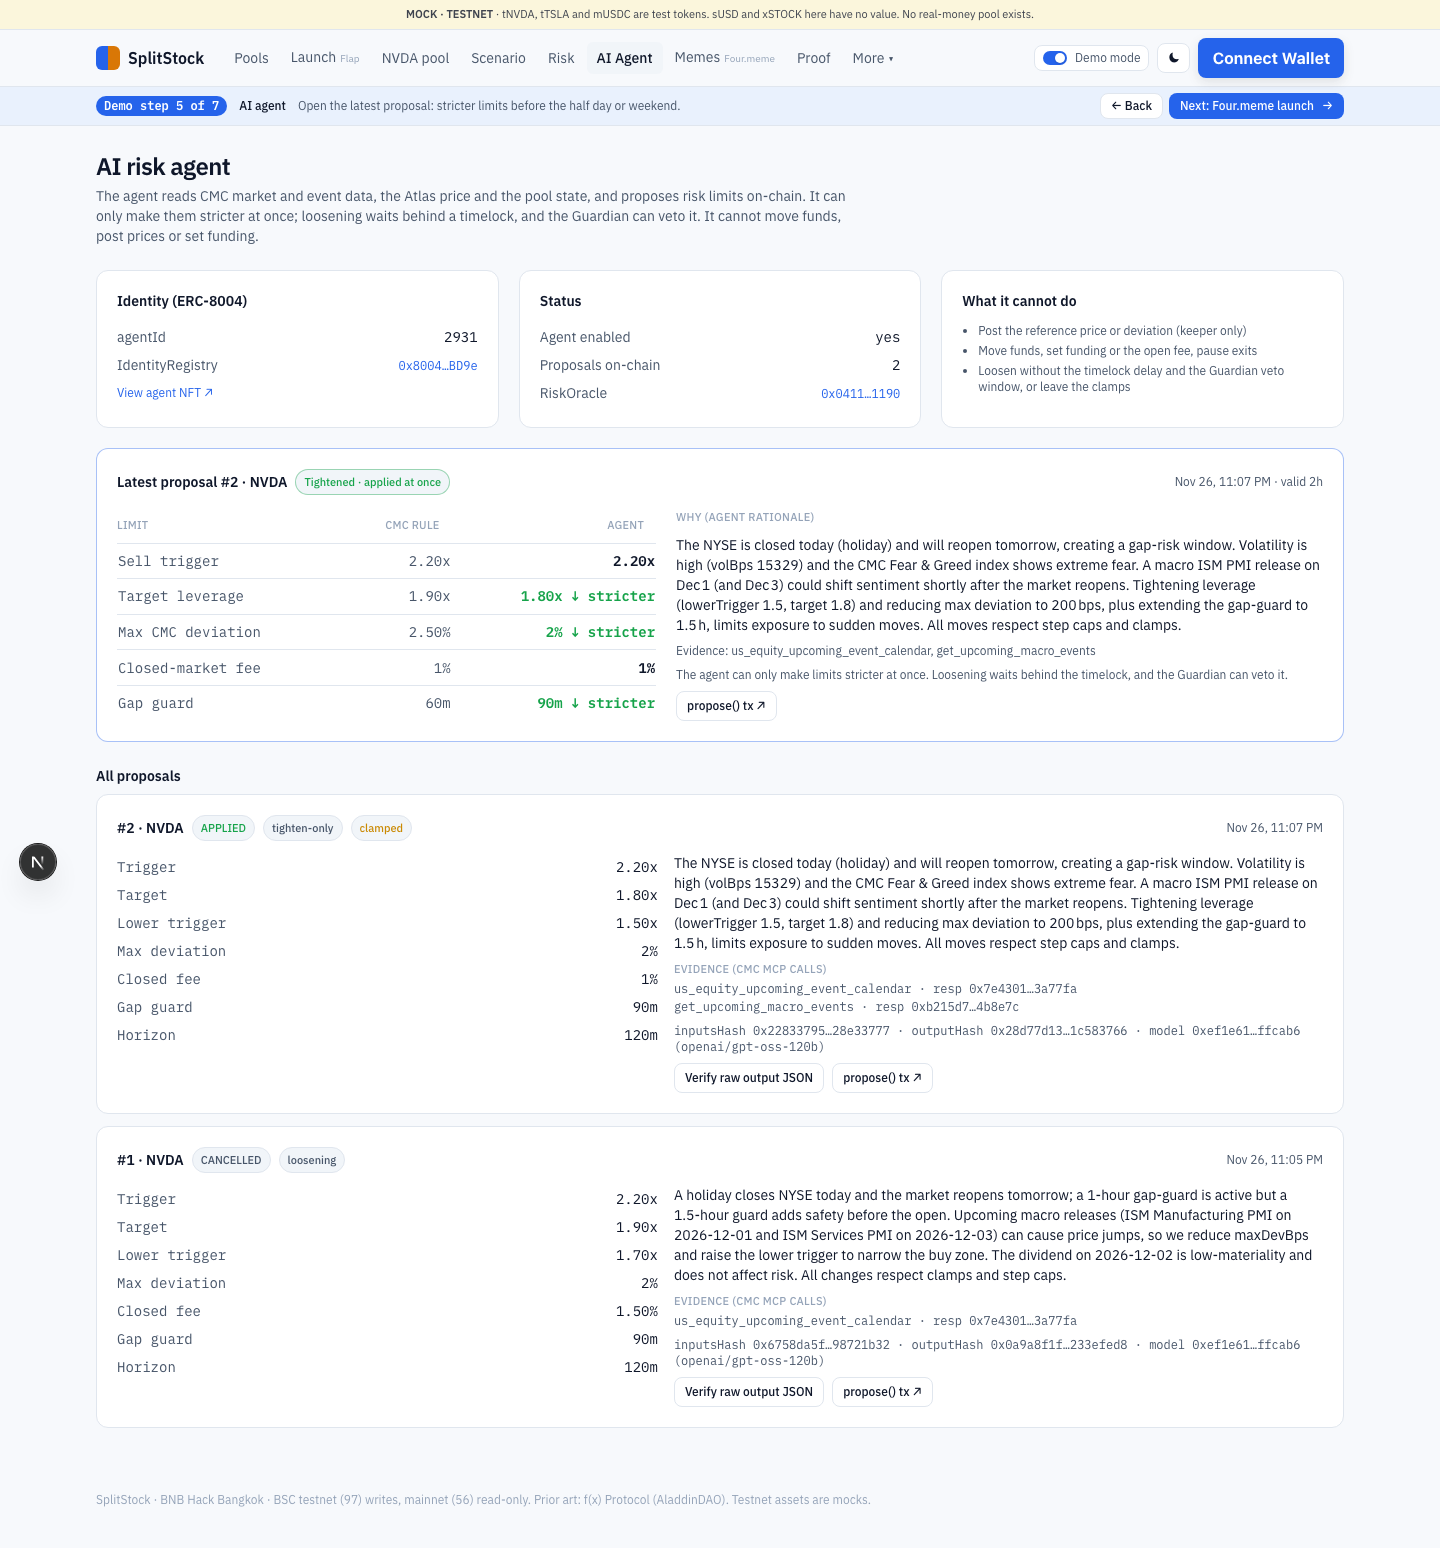 MOCK · TESTNET · tNVDA, tTSLA and mUSDC are test tokens. sUSD and xSTOCK here have no value. No real-money pool exists.
SplitStock Pools Launch Flap NVDA pool Scenario Risk AI Agent Memes Four.meme Proof More ▾ Demo mode Connect Wallet
Demo step 5 of 7 AI agent Open the latest proposal: stricter limits before the half day or weekend. ← Back Next: Four.meme launch →
AI risk agent
The agent reads CMC market and event data, the Atlas price and the pool state, and proposes risk limits on-chain. It can
only make them stricter at once; loosening waits behind a timelock, and the Guardian can veto it. It cannot move funds,
post prices or set funding.
Identity (ERC-8004)
agentId 2931
IdentityRegistry 0x8004…BD9e
View agent NFT ↗
Status
Agent enabled yes
Proposals on-chain 2
RiskOracle 0x0411…1190
What it cannot do
• Post the reference price or deviation (keeper only)
• Move funds, set funding or the open fee, pause exits
• Loosen without the timelock delay and the Guardian veto
window, or leave the clamps
Latest proposal #2 · NVDA Tightened · applied at once Nov 26, 11:07 PM · valid 2h
LIMIT CMC RULE AGENT
Sell trigger 2.20x 2.20x
Target leverage 1.90x 1.80x ↓ stricter
Max CMC deviation 2.50% 2% ↓ stricter
Closed-market fee 1% 1%
Gap guard 60m 90m ↓ stricter
WHY (AGENT RATIONALE)
The NYSE is closed today (holiday) and will reopen tomorrow, creating a gap-risk window. Volatility is
high (volBps 15329) and the CMC Fear & Greed index shows extreme fear. A macro ISM PMI release on
Dec 1 (and Dec 3) could shift sentiment shortly after the market reopens. Tightening leverage
(lowerTrigger 1.5, target 1.8) and reducing max deviation to 200 bps, plus extending the gap-guard to
1.5 h, limits exposure to sudden moves. All moves respect step caps and clamps.
Evidence: us_equity_upcoming_event_calendar, get_upcoming_macro_events
The agent can only make limits stricter at once. Loosening waits behind the timelock, and the Guardian can veto it.
propose() tx ↗
All proposals
#2 · NVDA APPLIED tighten-only clamped Nov 26, 11:07 PM
Trigger 2.20x
Target 1.80x
Lower trigger 1.50x
Max deviation 2%
Closed fee 1%
Gap guard 90m
Horizon 120m
The NYSE is closed today (holiday) and will reopen tomorrow, creating a gap-risk window. Volatility is
high (volBps 15329) and the CMC Fear & Greed index shows extreme fear. A macro ISM PMI release on
Dec 1 (and Dec 3) could shift sentiment shortly after the market reopens. Tightening leverage
(lowerTrigger 1.5, target 1.8) and reducing max deviation to 200 bps, plus extending the gap-guard to
1.5 h, limits exposure to sudden moves. All moves respect step caps and clamps.
EVIDENCE (CMC MCP CALLS)
us_equity_upcoming_event_calendar · resp 0x7e4301…3a77fa
get_upcoming_macro_events · resp 0xb215d7…4b8e7c
inputsHash 0x22833795…28e33777 · outputHash 0x28d77d13…1c583766 · model 0xef1e61…ffcab6
(openai/gpt-oss-120b)
Verify raw output JSON propose() tx ↗
#1 · NVDA CANCELLED loosening Nov 26, 11:05 PM
Trigger 2.20x
Target 1.90x
Lower trigger 1.70x
Max deviation 2%
Closed fee 1.50%
Gap guard 90m
Horizon 120m
A holiday closes NYSE today and the market reopens tomorrow; a 1-hour gap-guard is active but a
1.5-hour guard adds safety before the open. Upcoming macro releases (ISM Manufacturing PMI on
2026-12-01 and ISM Services PMI on 2026-12-03) can cause price jumps, so we reduce maxDevBps
and raise the lower trigger to narrow the buy zone. The dividend on 2026-12-02 is low-materiality and
does not affect risk. All changes respect clamps and step caps.
EVIDENCE (CMC MCP CALLS)
us_equity_upcoming_event_calendar · resp 0x7e4301…3a77fa
inputsHash 0x6758da5f…98721b32 · outputHash 0x0a9a8f1f…233efed8 · model 0xef1e61…ffcab6
(openai/gpt-oss-120b)
Verify raw output JSON propose() tx ↗
N
SplitStock · BNB Hack Bangkok · BSC testnet (97) writes, mainnet (56) read-only. Prior art: f(x) Protocol (AladdinDAO). Testnet assets are mocks.